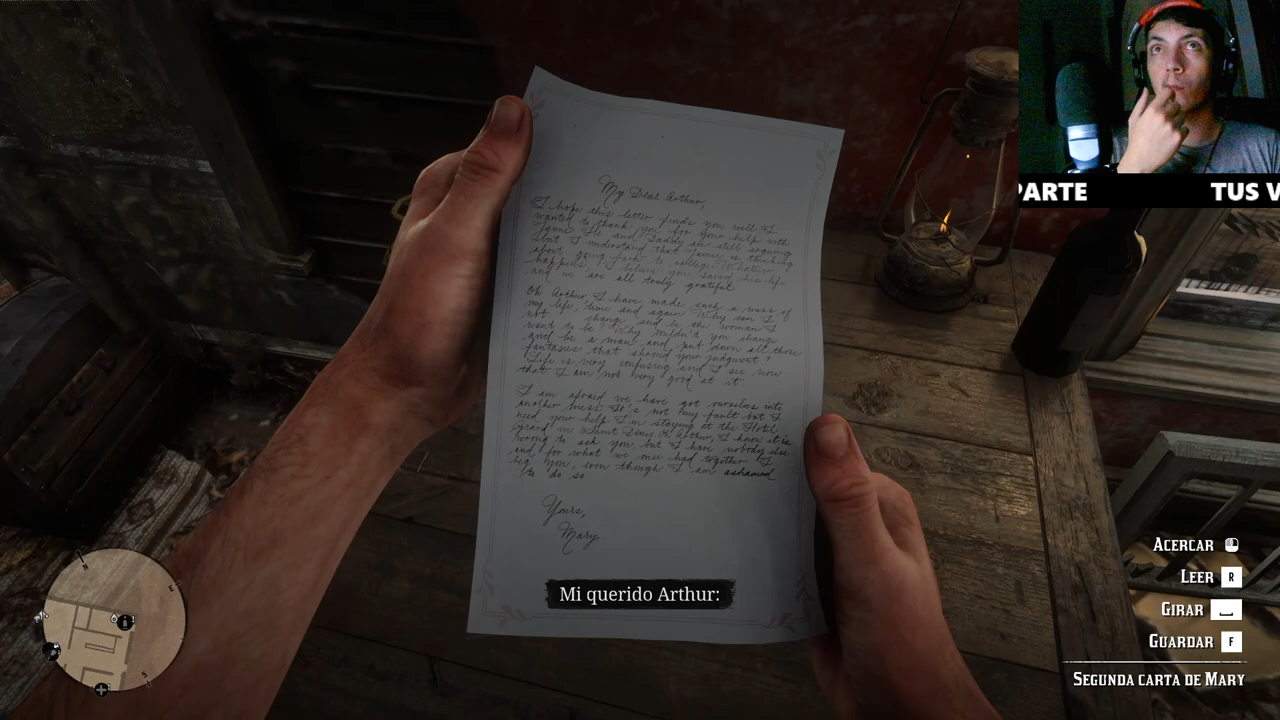 PARTE
TUS V
My Dear Arthur,
I hope this letter finds you well. I
wanted to thank you for your help with
Jamie. He and Daddy are still arguing
but I understand that Jamie is thinking
about going back to college. Whatever
happens, I believe you saved his life
and we are all truly grateful.
Oh Arthur, I have made such a mess of
my life, time and again. Why can I
not change and be the woman I
want to be? Why wouldn't you change
and be a man and put down all those
fantasies that shroud your judgment?
Life is very confusing and I see now
that I am not very good at it.
I am afraid we have got ourselves into
another mess. It's not my fault but I
need your help. I'm staying at the Hotel
Grand in Saint Denis. Oh Arthur, I know it is
wrong to ask you, but I have nobody else
and for what we once had together I
beg you, even though I am ashamed
to do so
Yours,
Mary.
Mi querido Arthur:
ACERCAR
LEER R
GIRAR
GUARDAR F
SEGUNDA CARTA DE MARY